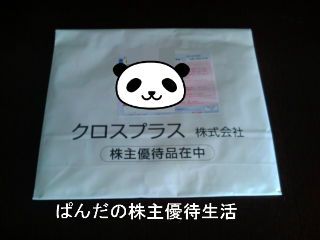 クロスプラス 株式会社
株主優待品在中
ぱんだの株主優待生活